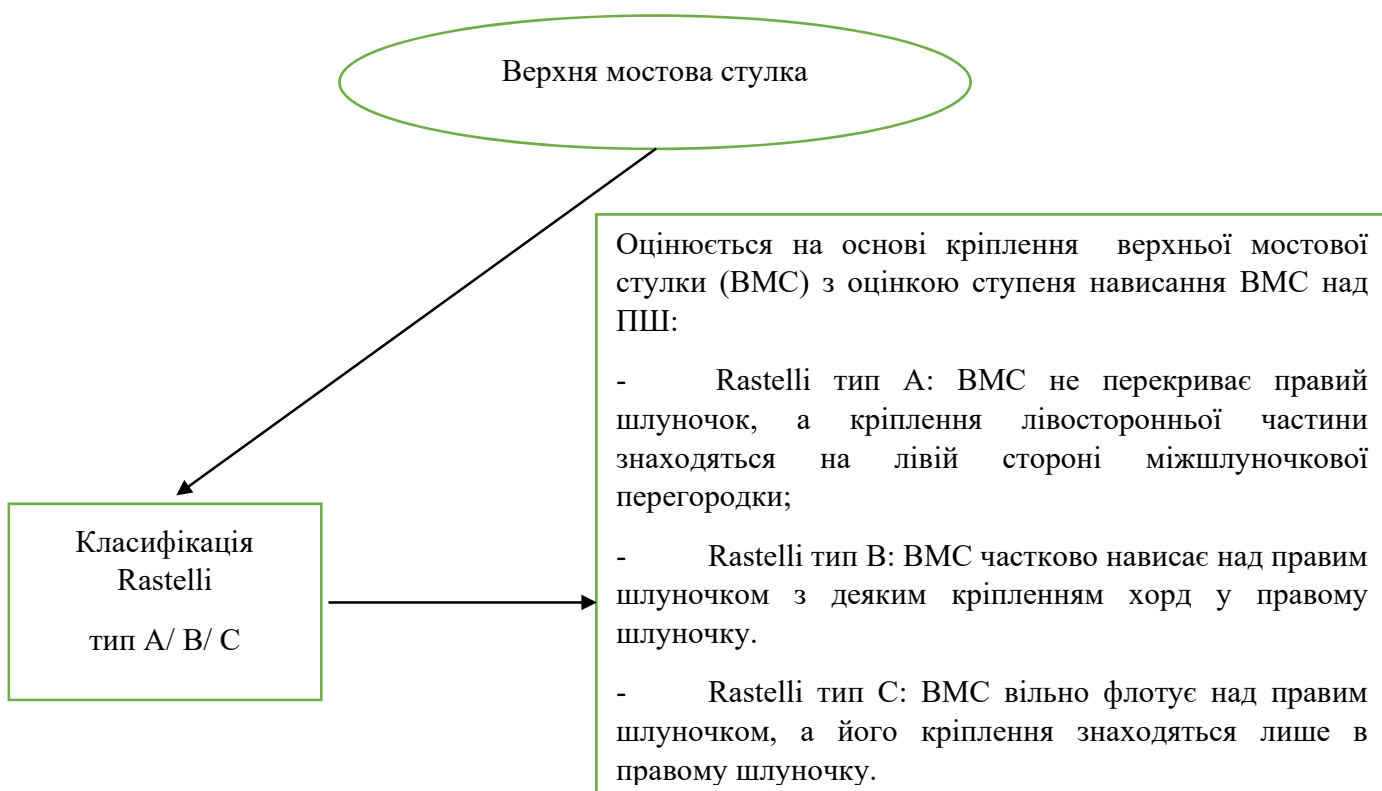 Верхня мостова стулка
Оцінюється на основі кріплення верхньої мостової
стулки (ВМС) з оцінкою ступеня нависання ВМС над
ПШ:
- Rastelli тип А: ВМС не перекриває правий
шлуночок, а кріплення лівосторонньої частини
знаходяться на лівій стороні міжшлуночкової
перегородки;
- Rastelli тип В: ВМС частково нависає над правим
шлуночком з деяким кріпленням хорд у правому
шлуночку.
- Rastelli тип С: ВМС вільно флотує над правим
шлуночком, а його кріплення знаходяться лише в
правому шлуночку.
Класифікація
Rastelli
тип А/ В/ С